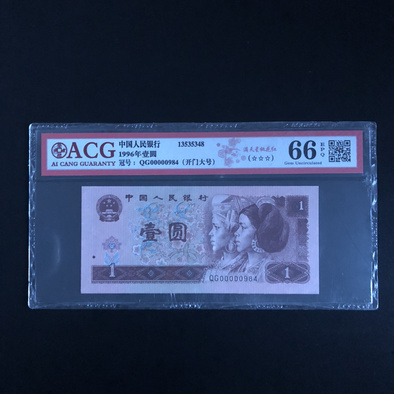 ACG
AI CANG GUARANTY
中国人民银行 13535348
1996年壹圆
冠号：QG00000984（开门大号）
(☆☆☆)
66 EPQ
Gem Uncirculated
中国人民银行
壹圆
1
1
1
QG00000984